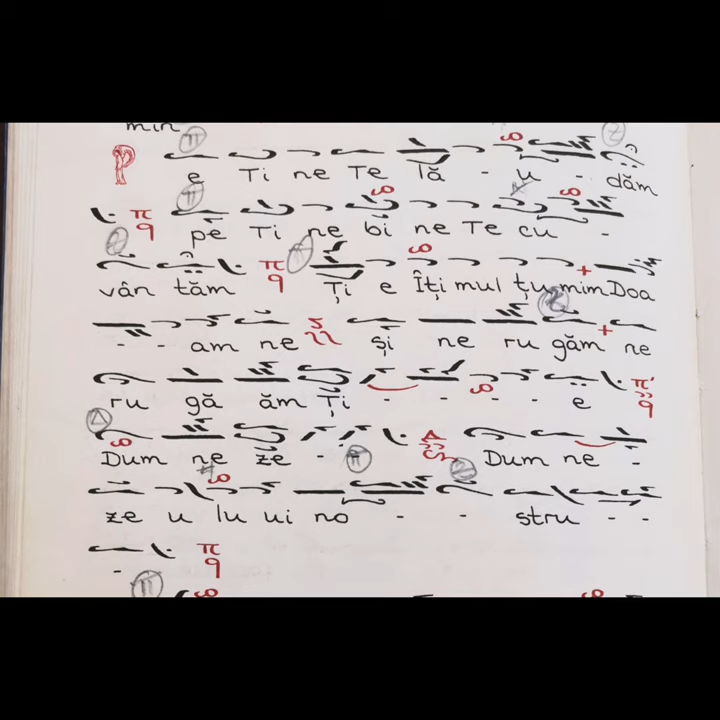 min
P e Ti ne Te lă - u - dăm
pe Ti ne bi ne Te cu -
vân tăm Ți e Îți mul țu mim. Doa
- - am ne și ne ru găm ne
ru gă ăm Ți - - - - e
Dum ne ze - Dum ne -
ze u lu ui no - - stru - -
-